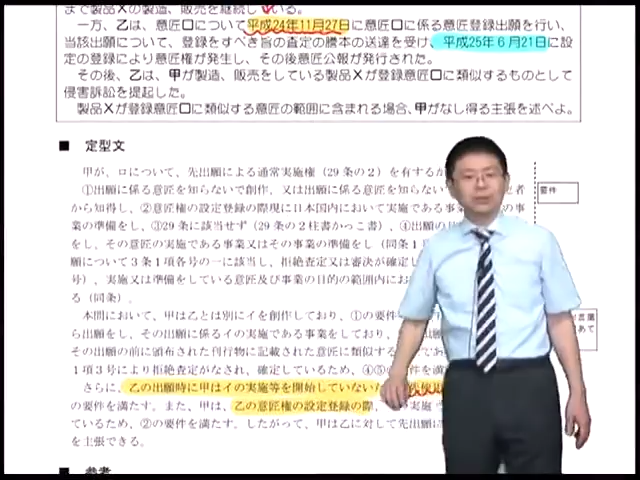 まで製品Xの製造、販売を継続している。
一方、乙は、意匠ロについて平成24年11月27日に意匠ロに係る意匠登録出願を行い、
当該出願について、登録をすべき旨の査定の謄本の送達を受け、平成25年6月21日に設
定の登録により意匠権が発生し、その後意匠公報が発行された。
その後、乙は、甲が製造、販売をしている製品Xが登録意匠ロに類似するものとして
侵害訴訟を提起した。
製品Xが登録意匠ロに類似する意匠の範囲に含まれる場合、甲がなし得る主張を述べよ。
■ 定型文
甲が、ロについて、先出願による通常実施権（29条の2）を有するか
①出願に係る意匠を知らないで創作、又は出願に係る意匠を知らない
者
要件
から知得し、②意匠権の設定登録の際現に日本国内において実施である事業
の事
業の準備をし、③29条に該当せず（29条の2柱書かっこ書）、④出願
をし、その意匠の実施である事業又はその事業の準備をし（同条1
願について3条1項各号の一に該当し、拒絶査定又は審決が確定し
号）、実施又は準備をしている意匠及び事業の目的の範囲内にお
る（同条）。
本問において、甲は乙とは別にイを創作しており、①の要件
言葉
ら出願をし、その出願に係るイの実施である事業をしており、
あて
その出願の前に頒布された刊行物に記載された意匠に類似する
1項3号により拒絶査定がなされ、確定しているため、④⑤の
件を満
さらに、乙の出願時に甲はイの実施等を開始していないた
の要件を満たす。また、甲は、乙の意匠権の設定登録の際、
実施
ているため、②の要件を満たす。したがって、甲は乙に対して先出願に
を主張できる。
■ 参考